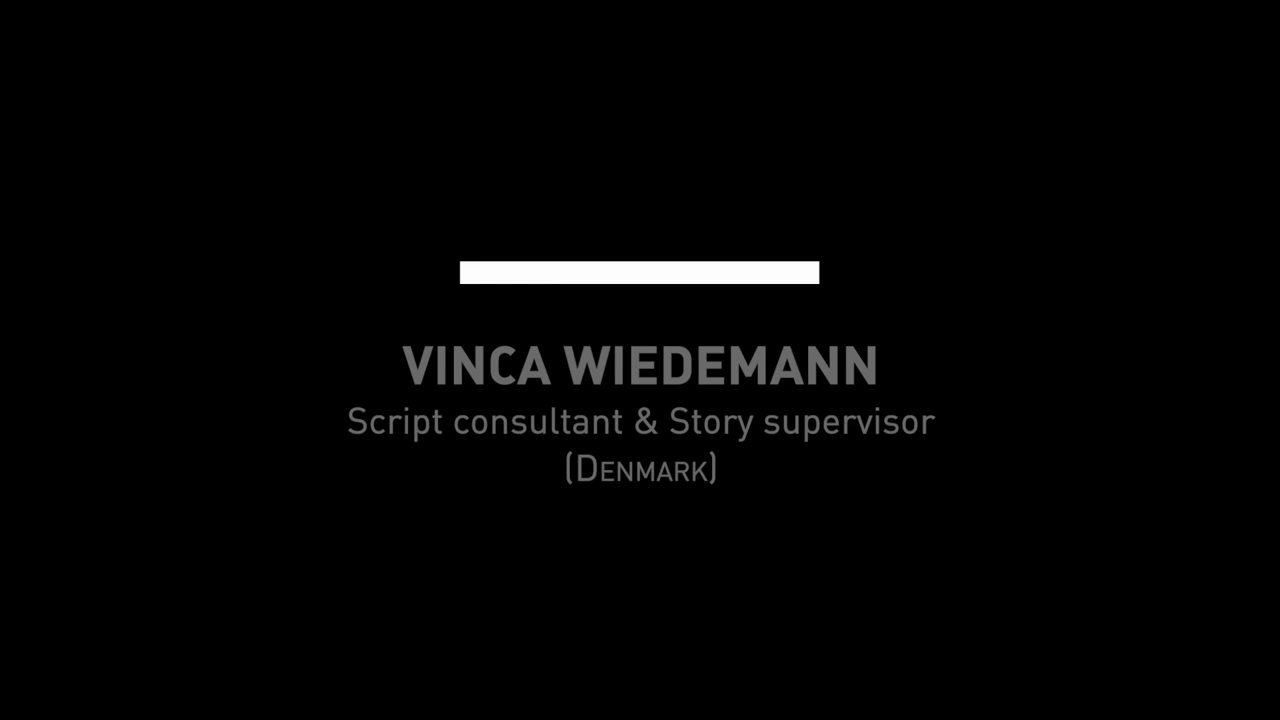 VINCA WIEDEMANN
Script consultant & Story supervisor
(DENMARK)